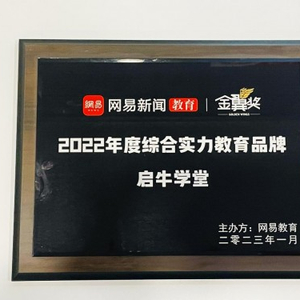 网易 网易新闻 教育 金翼奖
GOLDEN WINGS
2022年度综合实力教育品牌
启牛学堂
主办方：网易教育
二零二三年一月